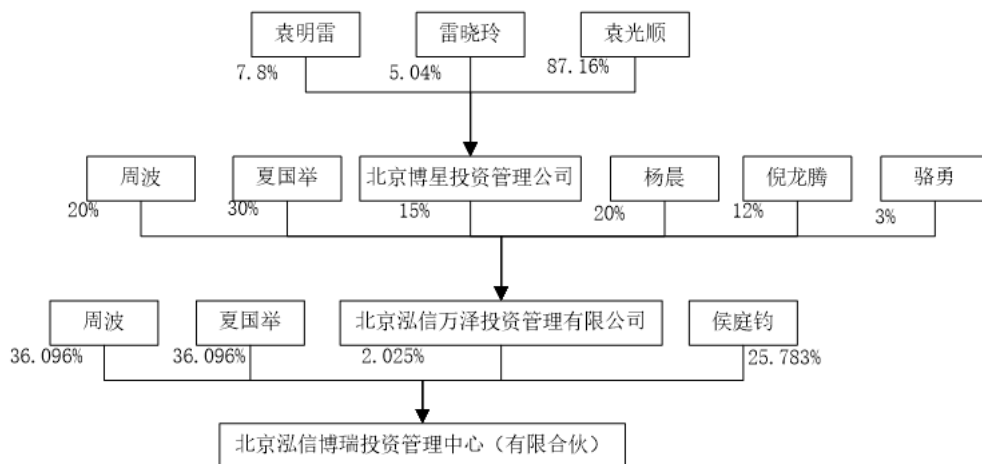 袁明雷
雷晓玲
袁光顺
7.8%
5.04%
87.16%
周波
夏国举
北京博星投资管理公司
杨晨
倪龙腾
骆勇
20%
30%
15%
20%
12%
3%
周波
夏国举
北京泓信万泽投资管理有限公司
侯庭钧
36.096%
36.096%
2.025%
25.783%
北京泓信博瑞投资管理中心（有限合伙）